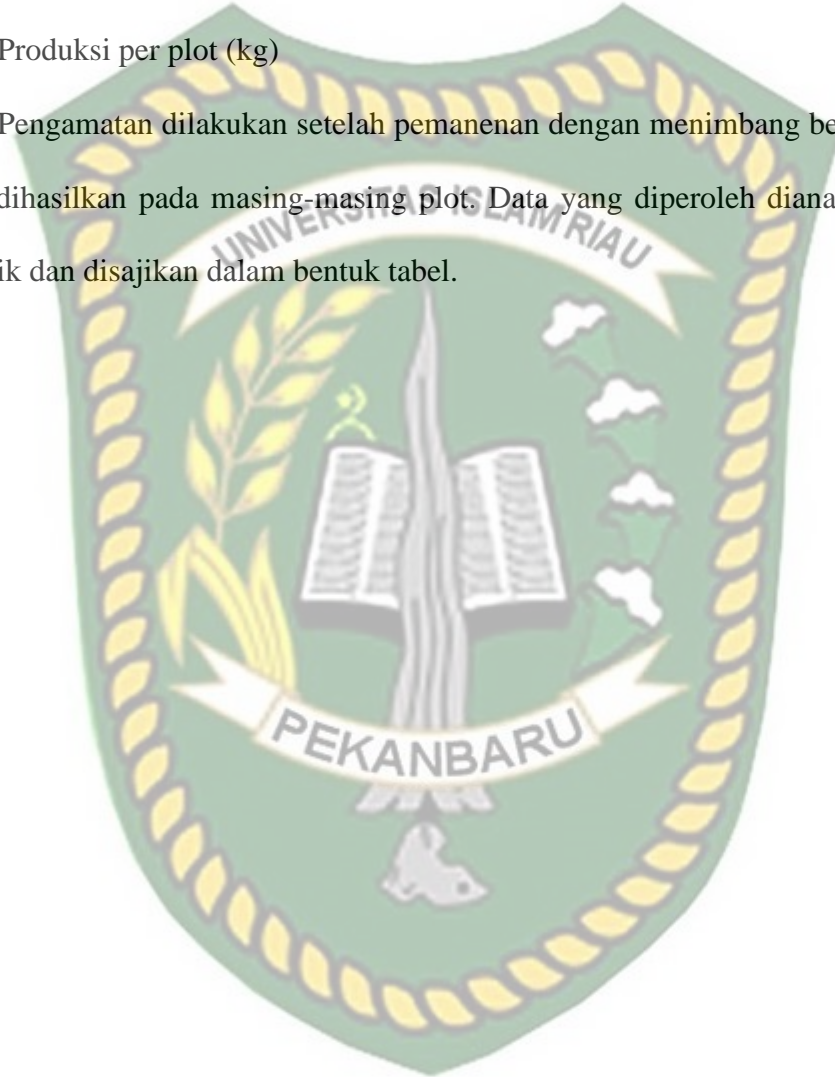 Produksi per plot (kg)
Pengamatan dilakukan setelah pemanenan dengan menimbang be
dihasilkan pada masing-masing plot. Data yang diperoleh diana
ik dan disajikan dalam bentuk tabel.
UNIVERSITAS ISLAM RIAU
PEKANBARU